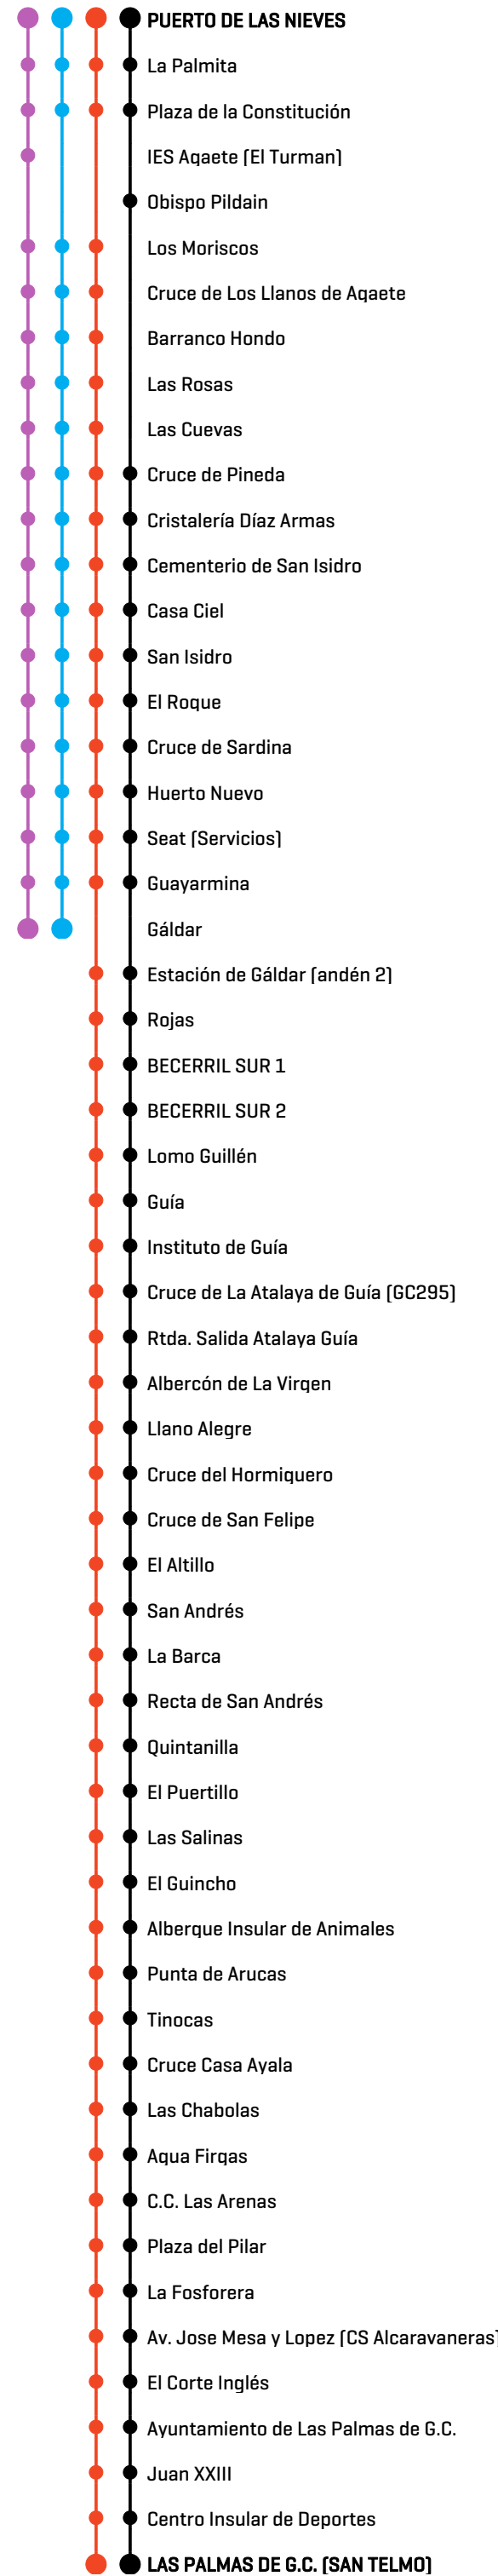 PUERTO DE LAS NIEVES
La Palmita
Plaza de la Constitución
IES Agaete (El Turman)
Obispo Pildain
Los Moriscos
Cruce de Los Llanos de Agaete
Barranco Hondo
Las Rosas
Las Cuevas
Cruce de Pineda
Cristalería Díaz Armas
Cementerio de San Isidro
Casa Ciel
San Isidro
El Roque
Cruce de Sardina
Huerto Nuevo
Seat (Servicios)
Guayarmina
Gáldar
Estación de Gáldar (andén 2)
Rojas
BECERRIL SUR 1
BECERRIL SUR 2
Lomo Guillén
Guía
Instituto de Guía
Cruce de La Atalaya de Guía (GC295)
Rtda. Salida Atalaya Guía
Albercón de La Virgen
Llano Alegre
Cruce del Hormiguero
Cruce de San Felipe
El Altillo
San Andrés
La Barca
Recta de San Andrés
Quintanilla
El Puertillo
Las Salinas
El Guincho
Albergue Insular de Animales
Punta de Arucas
Tinocas
Cruce Casa Ayala
Las Chabolas
Agua Firgas
C.C. Las Arenas
Plaza del Pilar
La Fosforera
Av. Jose Mesa y Lopez (CS Alcaravaneras)
El Corte Inglés
Ayuntamiento de Las Palmas de G.C.
Juan XXIII
Centro Insular de Deportes
LAS PALMAS DE G.C. (SAN TELMO)